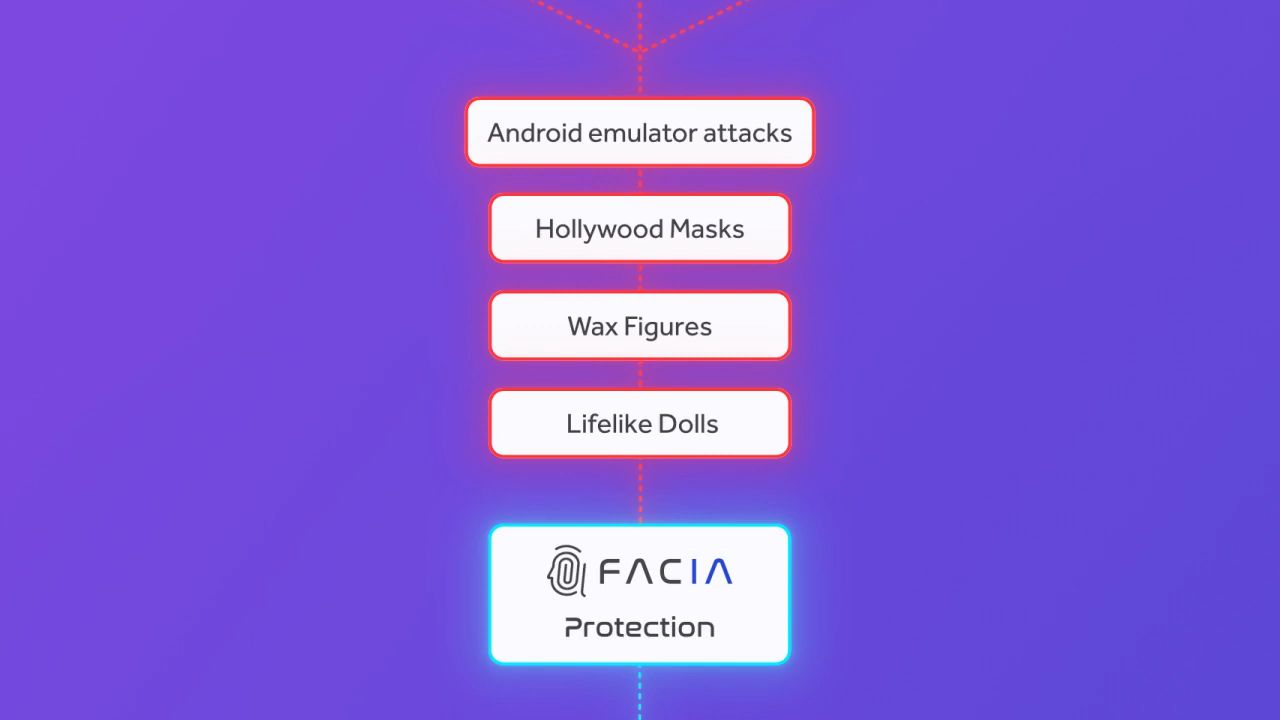 Android emulator attacks
Hollywood Masks
Wax Figures
Lifelike Dolls
FACIA
Protection